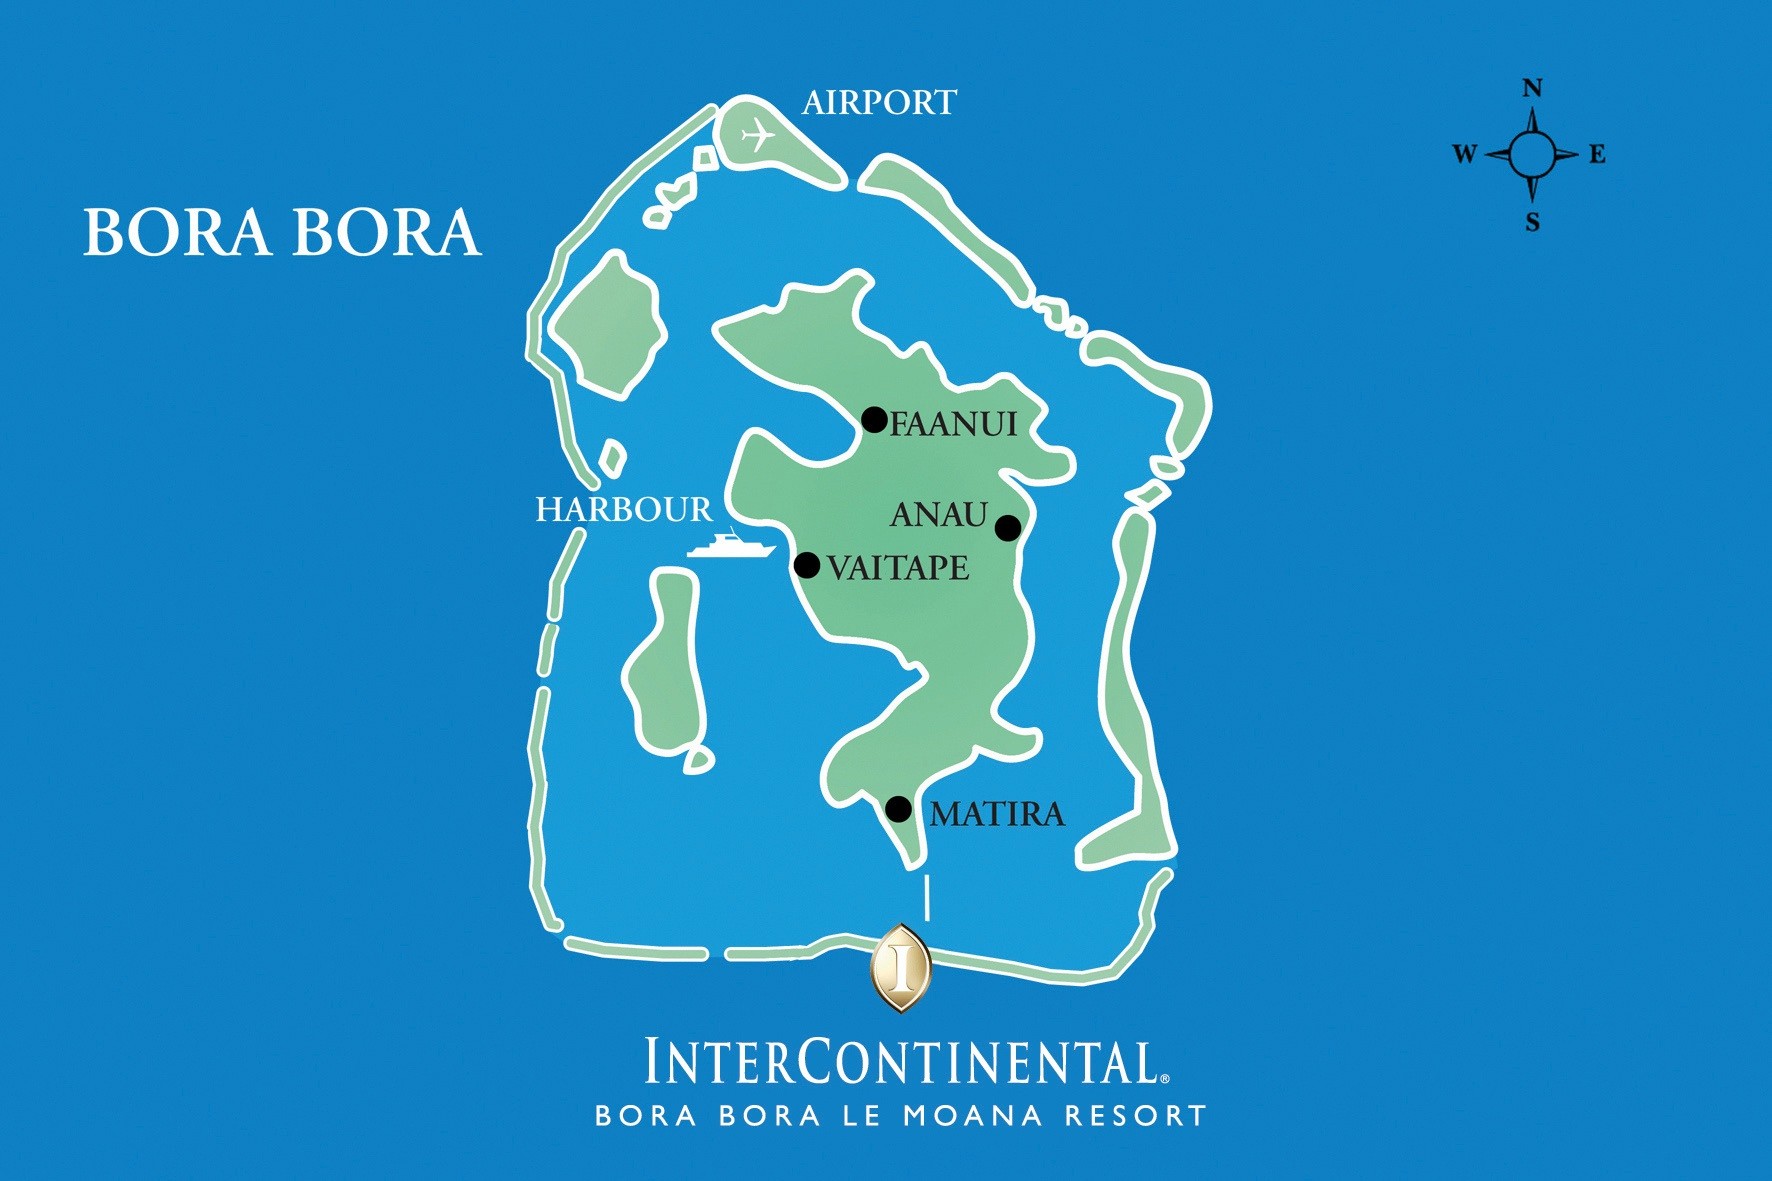 AIRPORT
N
W E
S
BORA BORA
FAANUI
HARBOUR
ANAU
VAITAPE
MATIRA
I
INTERCONTINENTAL®
BORA BORA LE MOANA RESORT